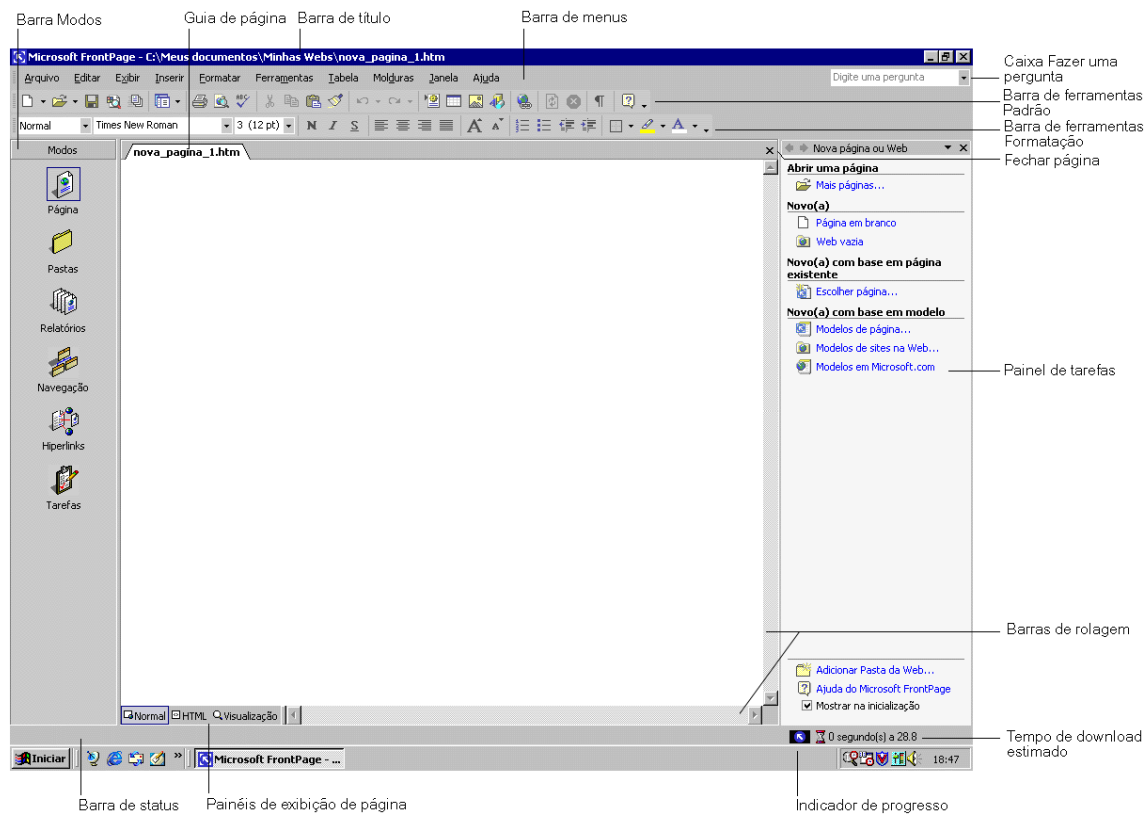 Barra Modos
Guia de página
Barra de título
Barra de menus
Microsoft FrontPage - C:\Meus documentos\Minhas Webs\nova_pagina_1.htm
Arquivo Editar Exibir Inserir Formatar Ferramentas Tabela Molduras Janela Ajuda
Digite uma pergunta
Caixa Fazer uma
pergunta
Barra de ferramentas
Padrão
Normal Times New Roman 3 (12 pt) N I S
Barra de ferramentas
Formatação
Modos
nova_pagina_1.htm
Nova página ou Web
Fechar página
Página
Pastas
Relatórios
Navegação
Hiperlinks
Tarefas
Abrir uma página
Mais páginas...
Novo(a)
Página em branco
Web vazia
Novo(a) com base em página
existente
Escolher página...
Novo(a) com base em modelo
Modelos de página...
Modelos de sites na Web...
Modelos em Microsoft.com
Painel de tarefas
Barras de rolagem
Adicionar Pasta da Web...
Ajuda do Microsoft FrontPage
Mostrar na inicialização
Normal HTML Visualização
0 segundo(s) a 28.8
Tempo de download
estimado
Iniciar
Microsoft FrontPage - ...
18:47
Barra de status
Painéis de exibição de página
Indicador de progresso